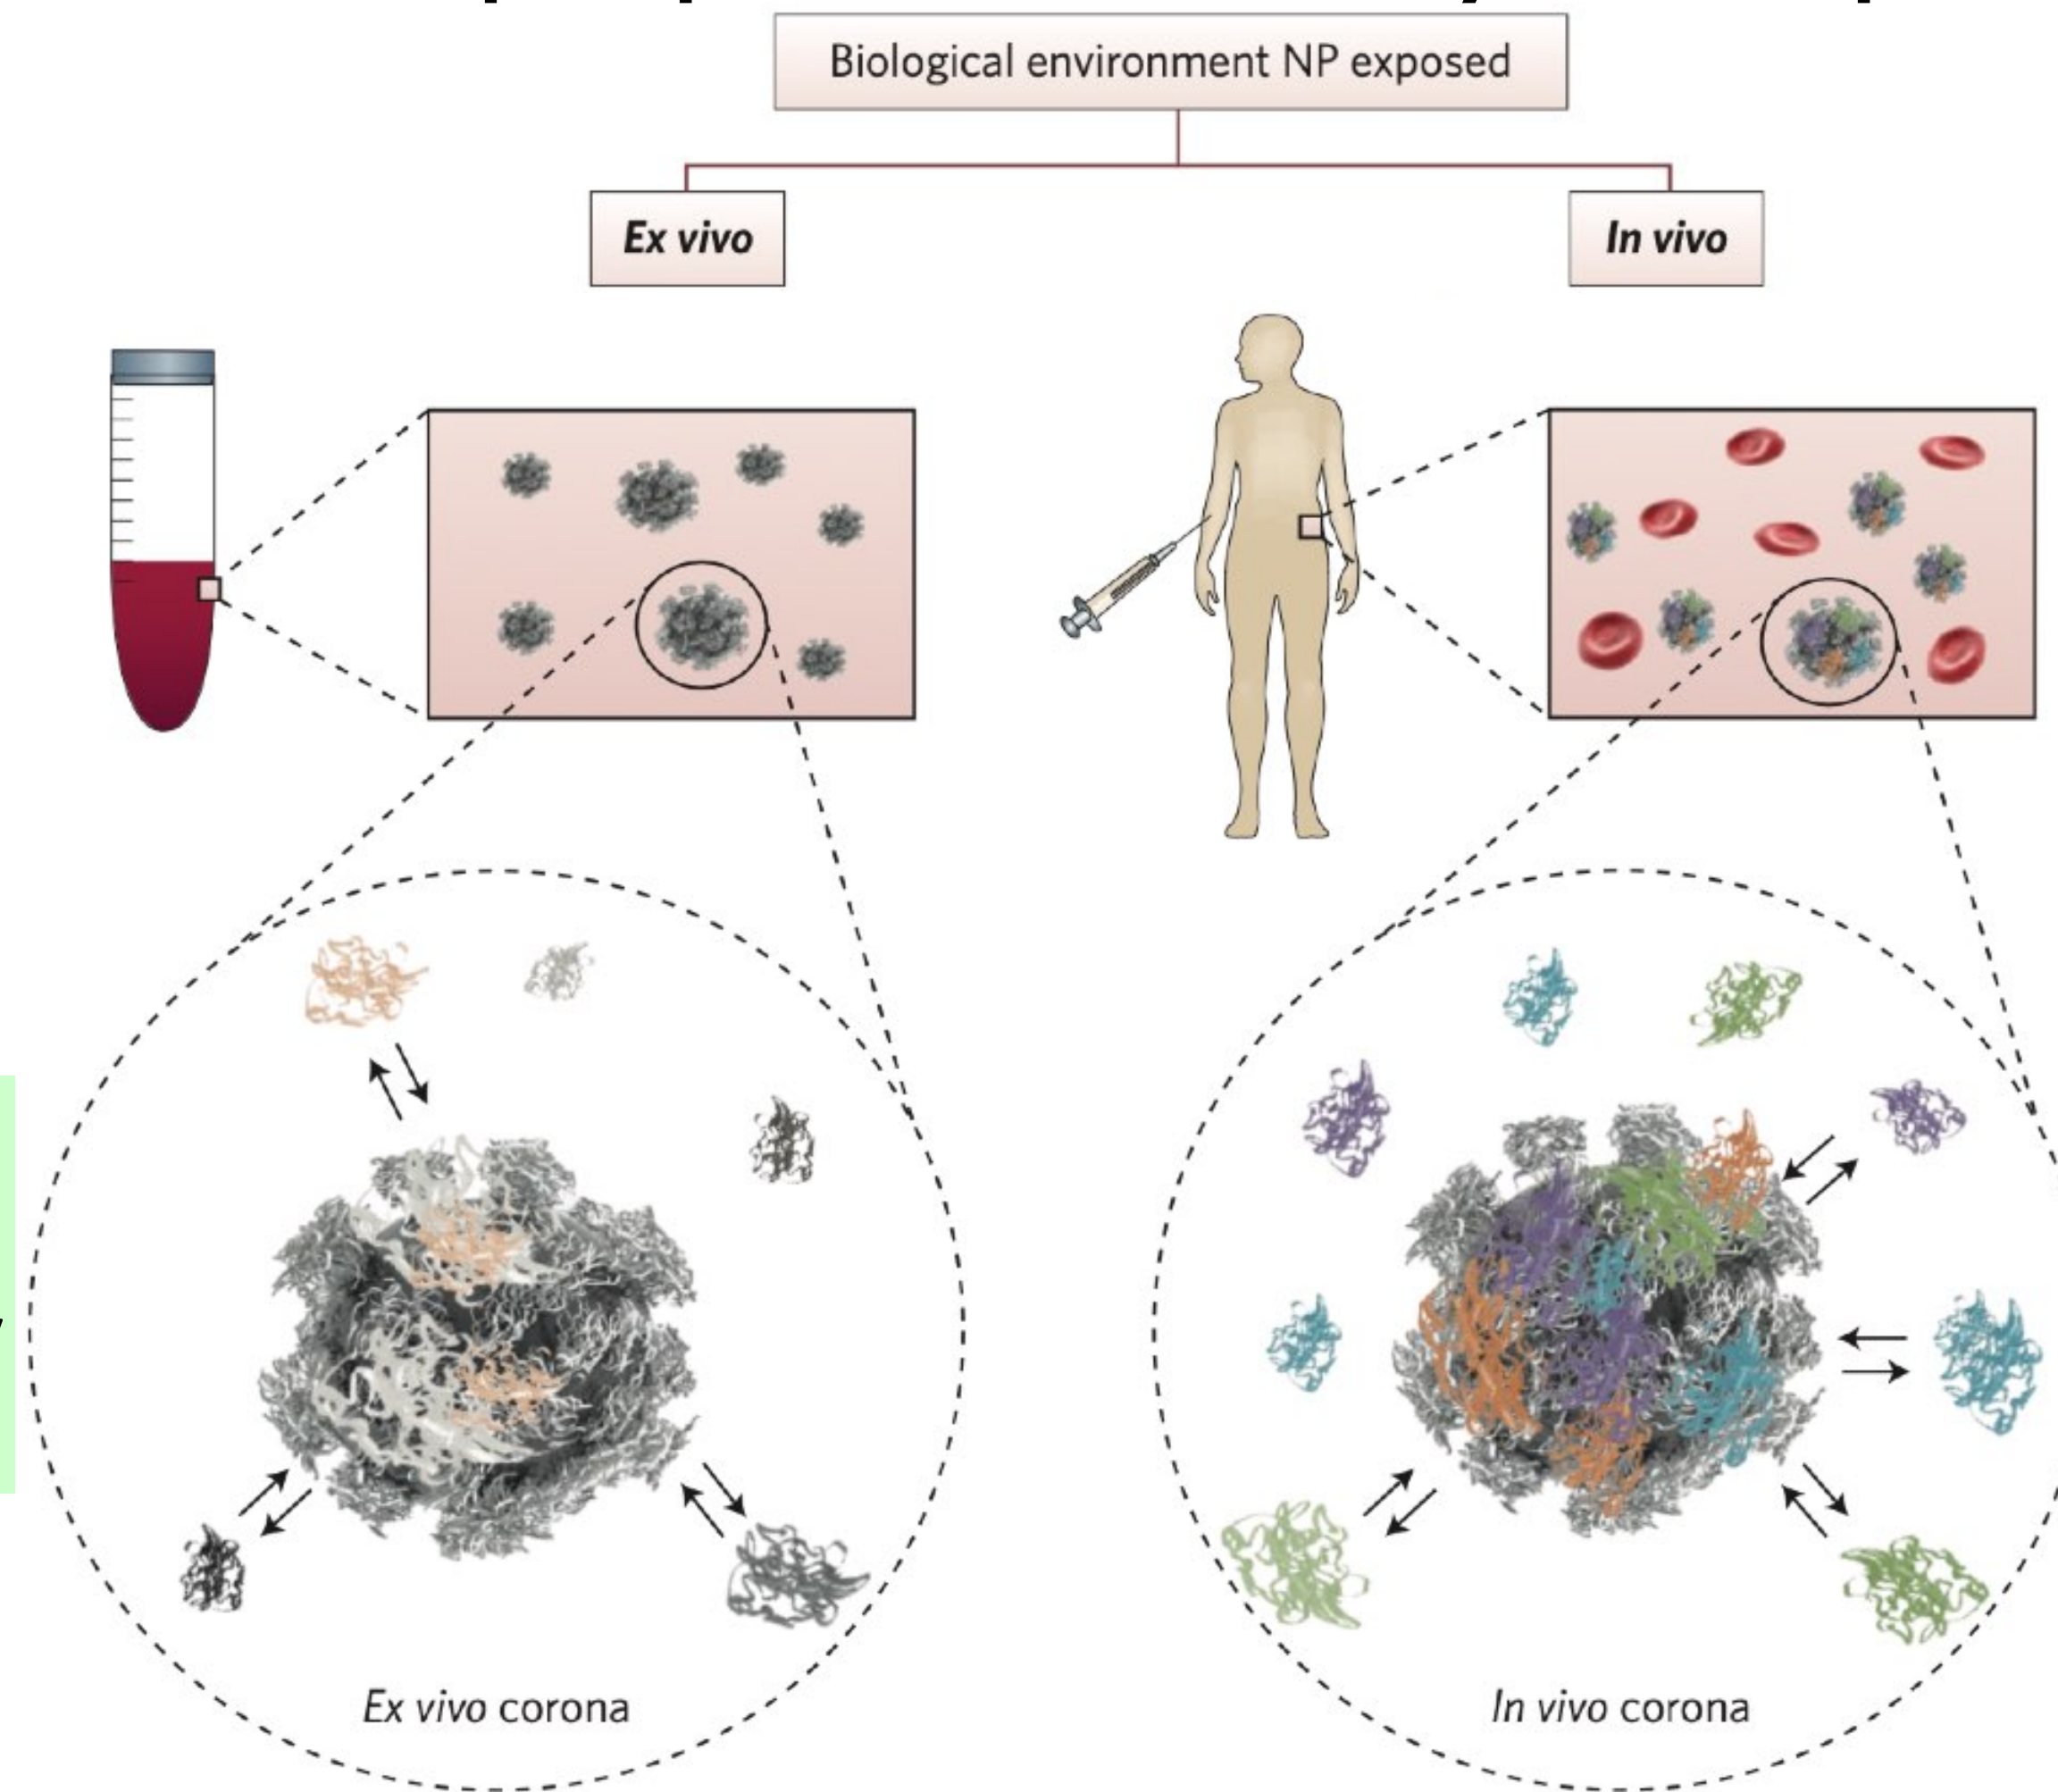 Biological environment NP exposed
Ex vivo
In vivo
Ex vivo corona
In vivo corona